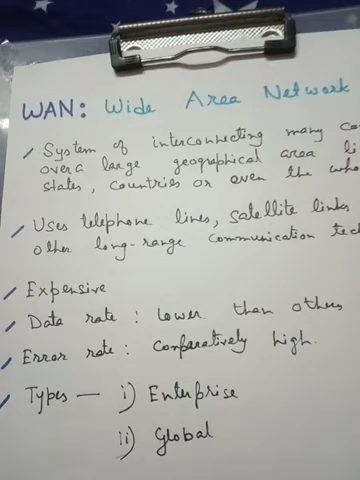 WAN: Wide Area Network
System of interconnecting many
over a large geographical area
states, countries or even the
Uses telephone lines, satellite links
other long-range communication
Expensive
Data rate: Lower than others
Error rate: Comparatively high.
Types — i) Enterprise
ii) Global